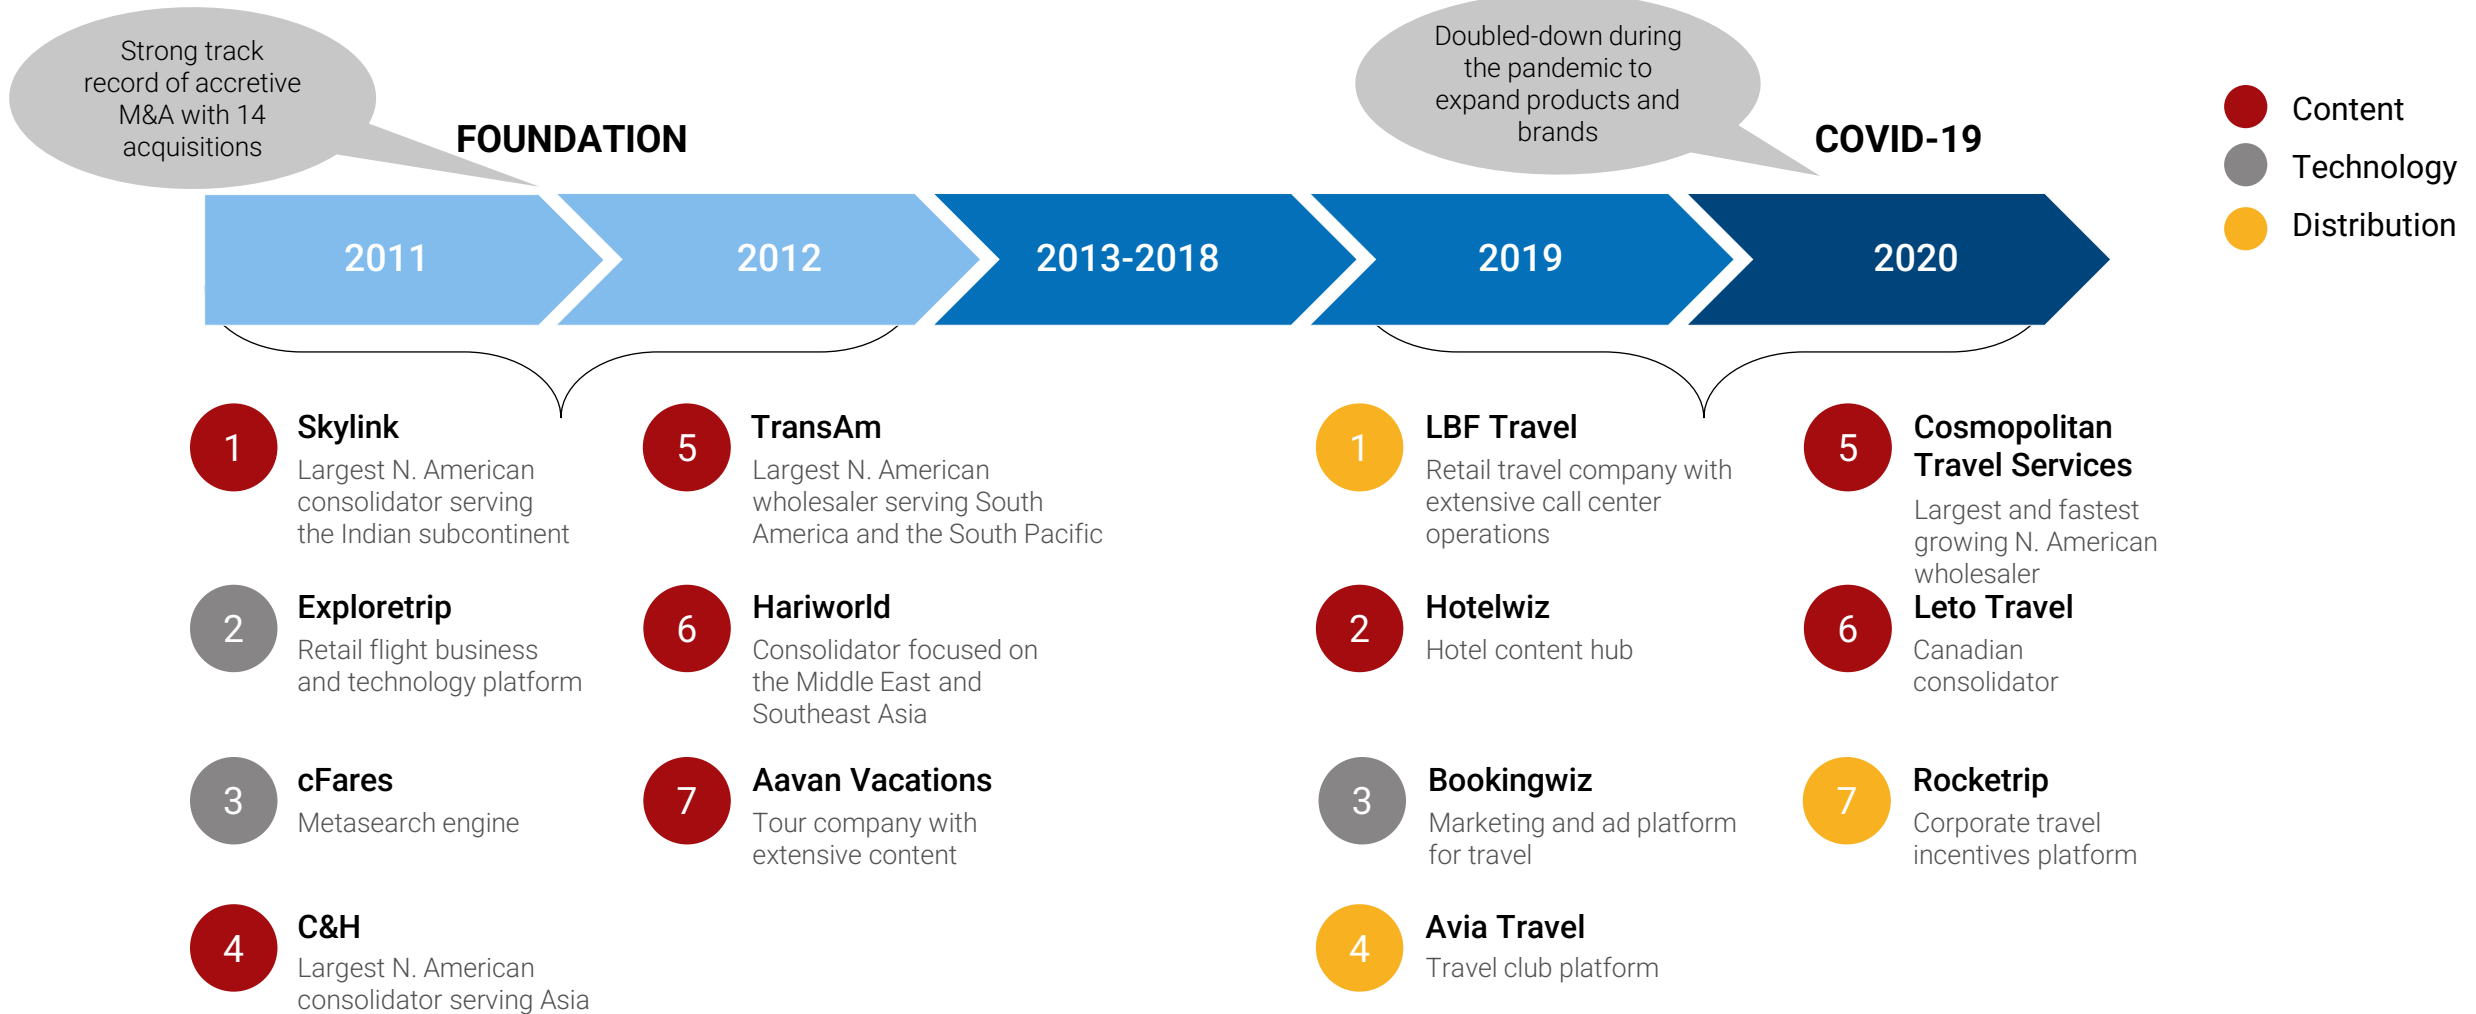 Strong track
record of accretive
M&A with 14
acquisitions
FOUNDATION
Doubled-down during
the pandemic to
expand products and
brands
COVID-19
Content
Technology
Distribution
2011
2012
2013-2018
2019
2020
1
Skylink
Largest N. American
consolidator serving
the Indian subcontinent
2
Exploretrip
Retail flight business
and technology platform
3
cFares
Metasearch engine
4
C&H
Largest N. American
consolidator serving Asia
5
TransAm
Largest N. American
wholesaler serving South
America and the South Pacific
6
Hariworld
Consolidator focused on
the Middle East and
Southeast Asia
7
Aavan Vacations
Tour company with
extensive content
1
LBF Travel
Retail travel company with
extensive call center
operations
2
Hotelwiz
Hotel content hub
3
Bookingwiz
Marketing and ad platform
for travel
4
Avia Travel
Travel club platform
5
Cosmopolitan
Travel Services
Largest and fastest
growing N. American
wholesaler
6
Leto Travel
Canadian
consolidator
7
Rocketrip
Corporate travel
incentives platform